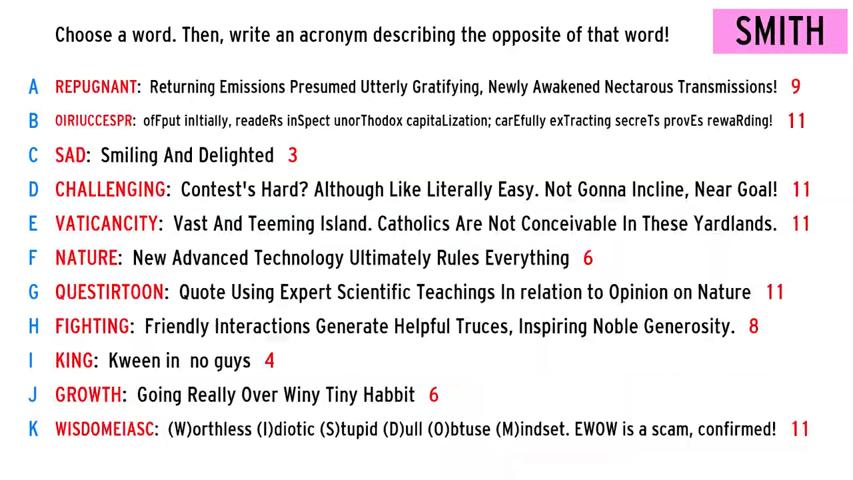 Choose a word. Then, write an acronym describing the opposite of that word!
SMITH
A REPUGNANT: Returning Emissions Presumed Utterly Gratifying, Newly Awakened Nectarous Transmissions! 9
B OIRIUCCESPR: ofFput inItially, readeRs inSpect unorThodox capitaLization; carEfully exTracting secreTs provEs rewaRding! 11
C SAD: Smiling And Delighted 3
D CHALLENGING: Contest's Hard? Although Like Literally Easy. Not Gonna Incline, Near Goal! 11
E VATICANCITY: Vast And Teeming Island. Catholics Are Not Conceivable In These Yardlands. 11
F NATURE: New Advanced Technology Ultimately Rules Everything 6
G QUESTIRTOON: Quote Using Expert Scientific Teachings In relation to Opinion on Nature 11
H FIGHTING: Friendly Interactions Generate Helpful Truces, Inspiring Noble Generosity. 8
I KING: Kween in no guys 4
J GROWTH: Going Really Over Winy Tiny Habbit 6
K WISDOMEIASC: (W)orthless (I)diotic (S)tupid (D)ull (O)btuse (M)indset. EWOW is a scam, confirmed! 11